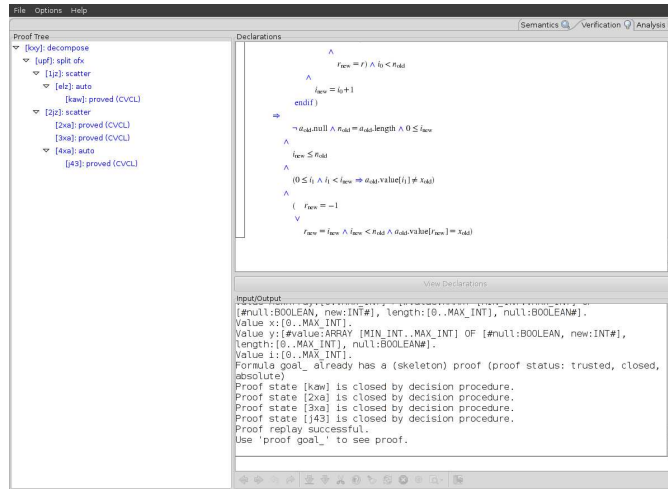 File Options Help
Semantics Verification Analysis
Proof Tree
[kxy]: decompose
[upf]: split ofx
[1jz]: scatter
[elz]: auto
[kaw]: proved (CVCL)
[2jz]: scatter
[2xa]: proved (CVCL)
[3xa]: proved (CVCL)
[4xa]: auto
[j43]: proved (CVCL)
Declarations
∧
r_new = r) ∧ i_0 < n_old
∧
i_new = i_0+1
endif )
⇒
¬ a_old.null ∧ n_old = a_old.length ∧ 0 ≤ i_new
∧
i_new ≤ n_old
∧
(0 ≤ i_1 ∧ i_1 < i_new ⇒ a_old.value[i_1] ≠ x_old)
∧
( r_new = −1
∨
r_new = i_new ∧ i_new < n_old ∧ a_old.value[r_new] = x_old)
View Declarations
Input/Output
[#null:BOOLEAN, new:INT#], length:[0..MAX_INT], null:BOOLEAN#].
Value x:[0..MAX_INT].
Value y:[#value:ARRAY [MIN_INT..MAX_INT] OF [#null:BOOLEAN, new:INT#],
length:[0..MAX_INT], null:BOOLEAN#].
Value i:[0..MAX_INT].
Formula goal_ already has a (skeleton) proof (proof status: trusted, closed,
absolute)
Proof state [kaw] is closed by decision procedure.
Proof state [2xa] is closed by decision procedure.
Proof state [3xa] is closed by decision procedure.
Proof state [j43] is closed by decision procedure.
Proof replay successful.
Use 'proof goal_' to see proof.